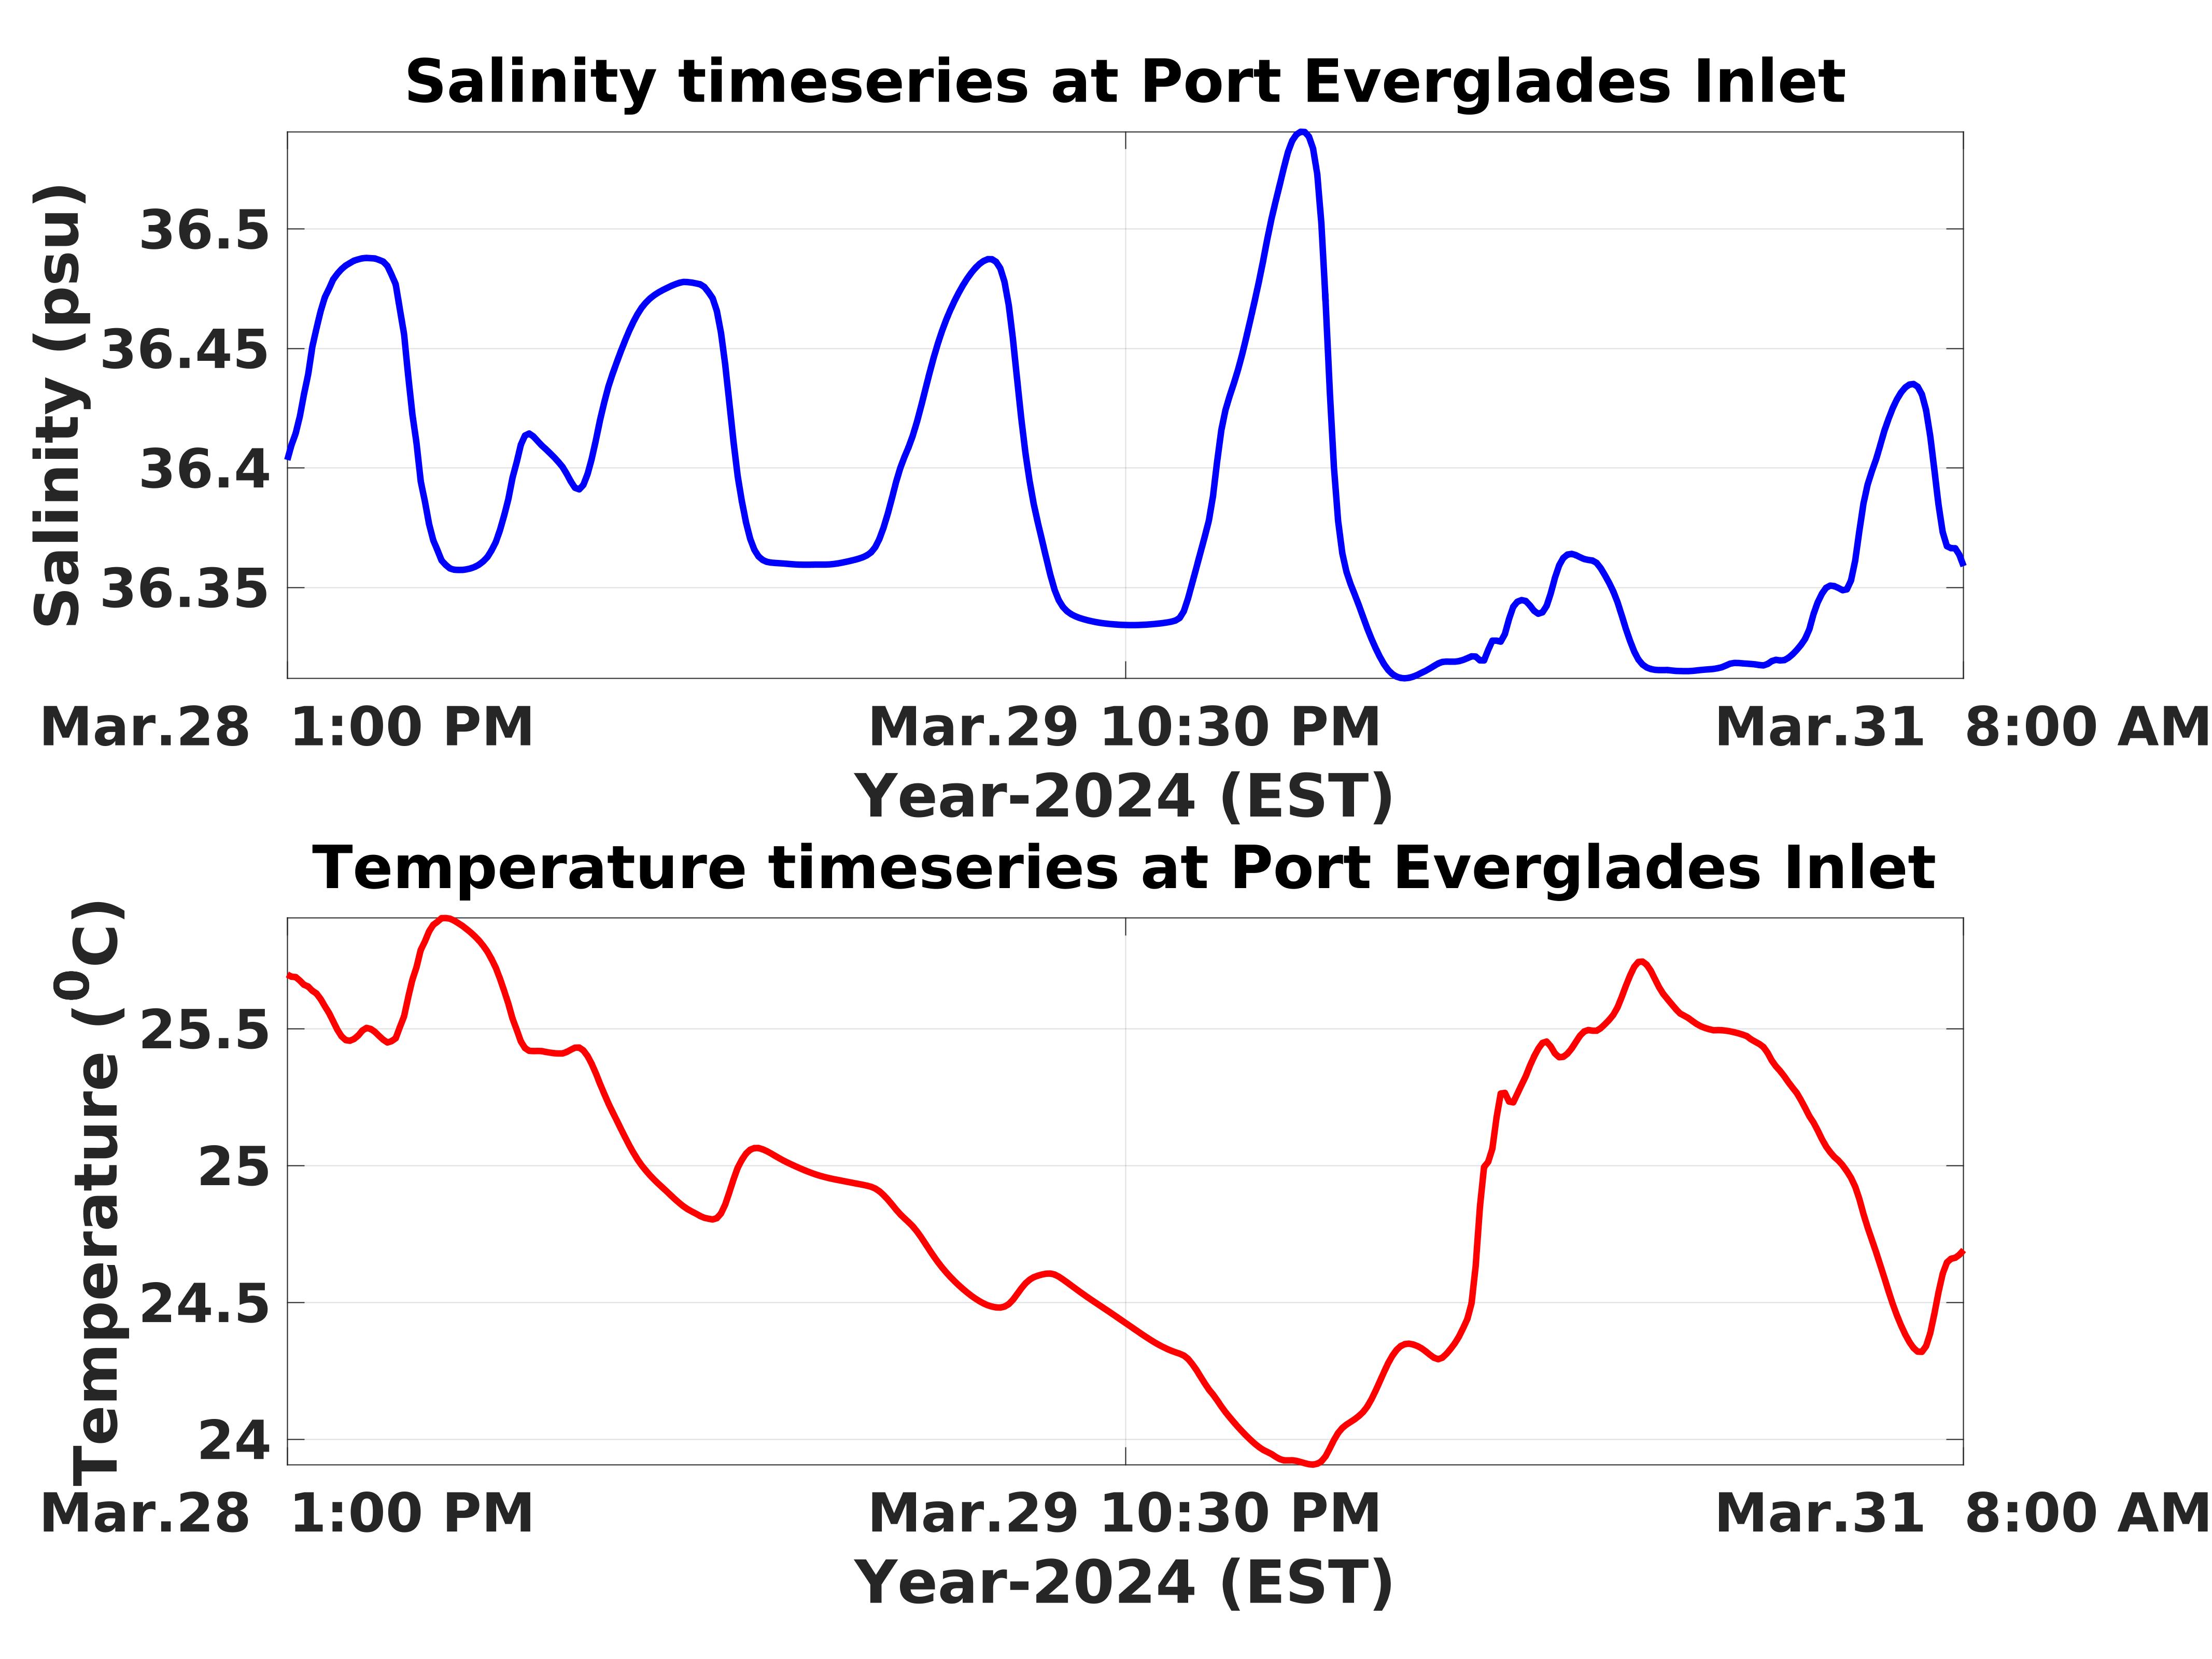 Salinity timeseries at Port Everglades Inlet
Salinity (psu)
36.5
36.45
36.4
36.35
Mar.28 1:00 PM Mar.29 10:30 PM Mar.31 8:00 AM
Year-2024 (EST)
Temperature timeseries at Port Everglades Inlet
Temperature (⁰C)
25.5
25
24.5
24
Mar.28 1:00 PM Mar.29 10:30 PM Mar.31 8:00 AM
Year-2024 (EST)